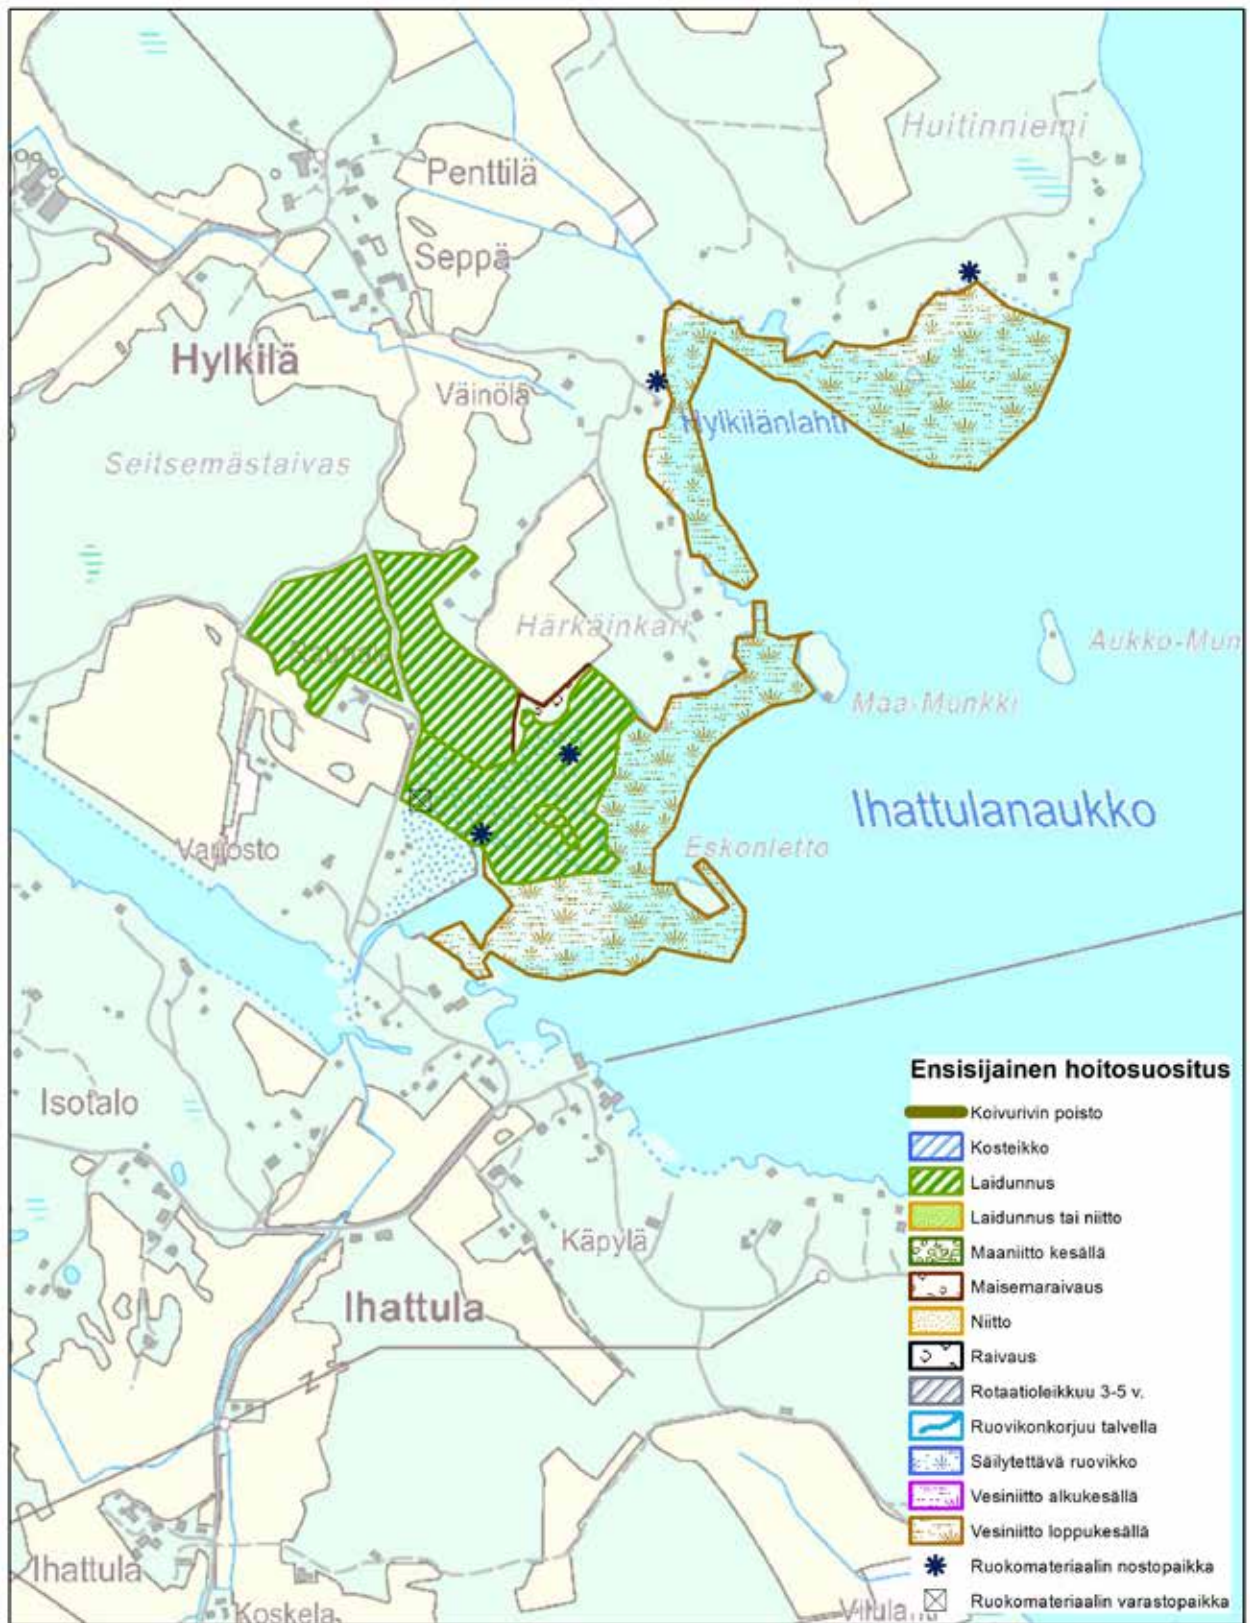 Huitinniemi
Penttilä
Seppä
Hylkilä
Väinölä
Hylkilänlahti
Seitsemästaivas
Härkäinkari
Aukko-Mun
Maa-Munkki
Ihattulanaukko
Eskonletto
Varjosto
Isotalo
Käpylä
Ihattula
Ihattula
Koskela
Ensisijainen hoitosuositus
Koivurivin poisto
Kosteikko
Laidunnus
Laidunnus tai niitto
Maaniitto kesällä
Maisemaraivaus
Niitto
Raivaus
Rotaatioleikkuu 3-5 v.
Ruovikonkorjuu talvella
Säilytettävä ruovikko
Vesiniitto alkukesällä
Vesiniitto loppukesällä
Ruokomateriaalin nostopaikka
Ruokomateriaalin varastopaikka